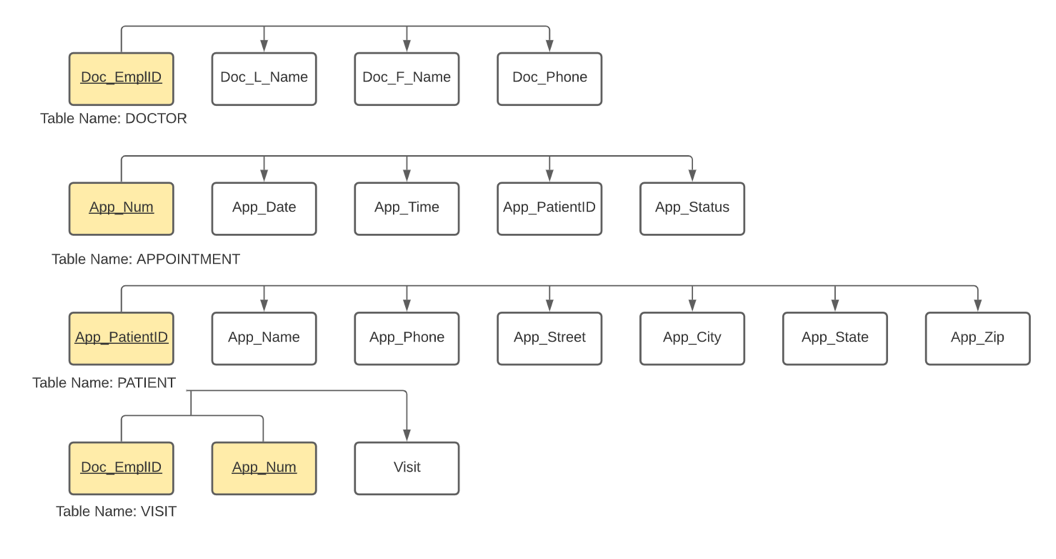 Doc_EmplID
Doc_L_Name
Doc_F_Name
Doc_Phone
Table Name: DOCTOR
App_Num
App_Date
App_Time
App_PatientID
App_Status
Table Name: APPOINTMENT
App_PatientID
App_Name
App_Phone
App_Street
App_City
App_State
App_Zip
Table Name: PATIENT
Doc_EmplID
App_Num
Visit
Table Name: VISIT